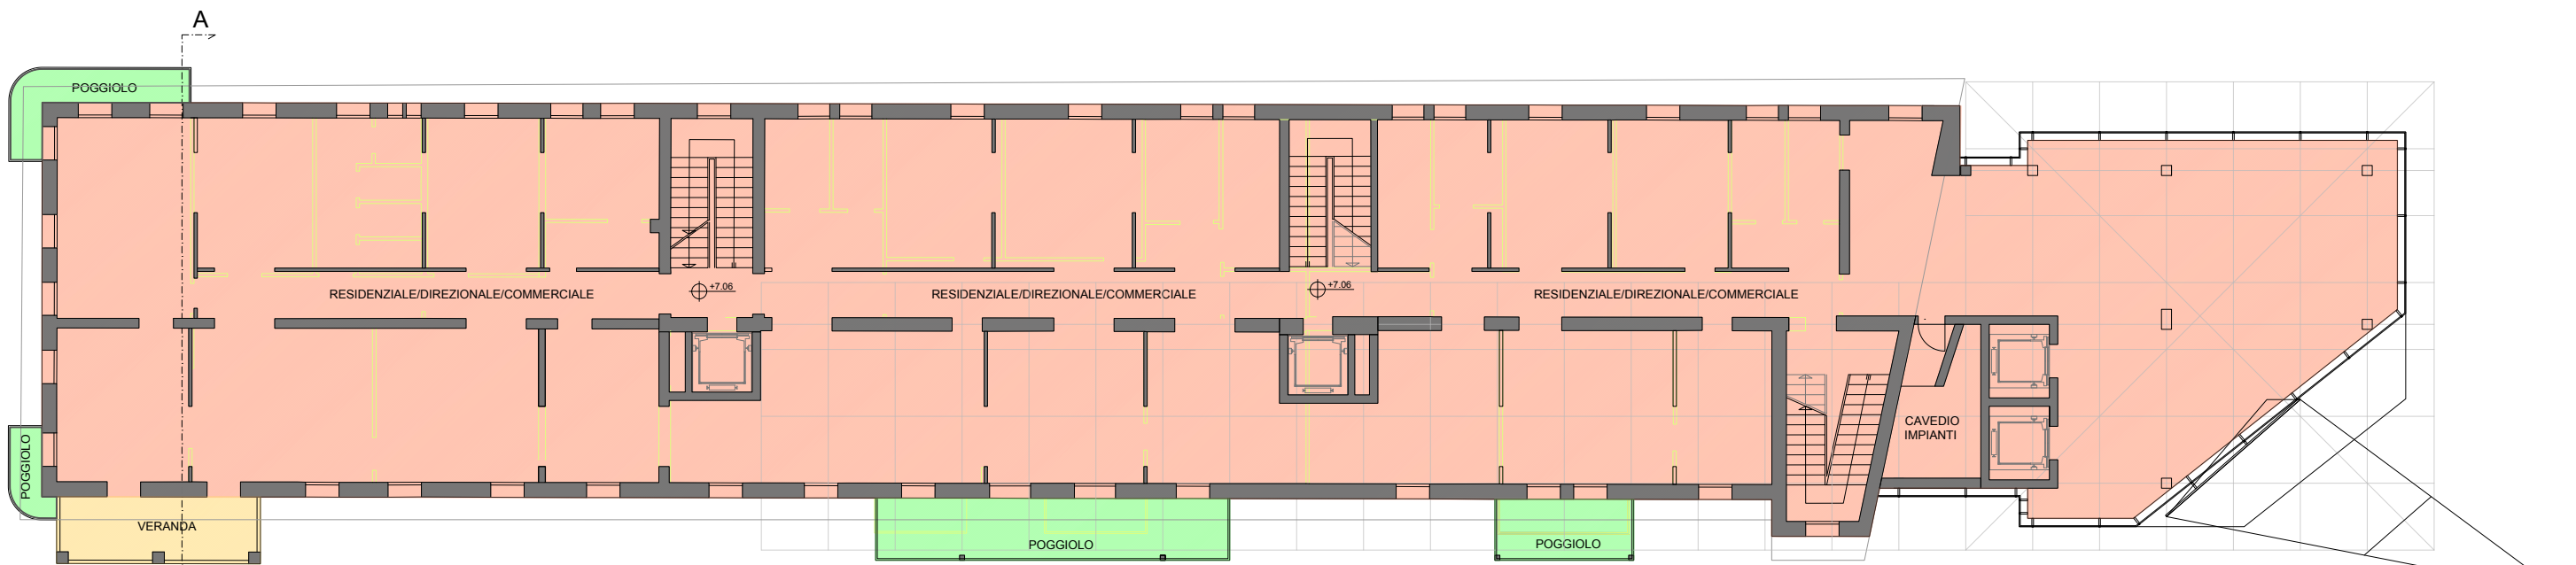 A
POGGIOLO
RESIDENZIALE/DIREZIONALE/COMMERCIALE
+7.06
RESIDENZIALE/DIREZIONALE/COMMERCIALE
+7.06
RESIDENZIALE/DIREZIONALE/COMMERCIALE
CAVEDIO
IMPIANTI
POGGIOLO
VERANDA
POGGIOLO
POGGIOLO